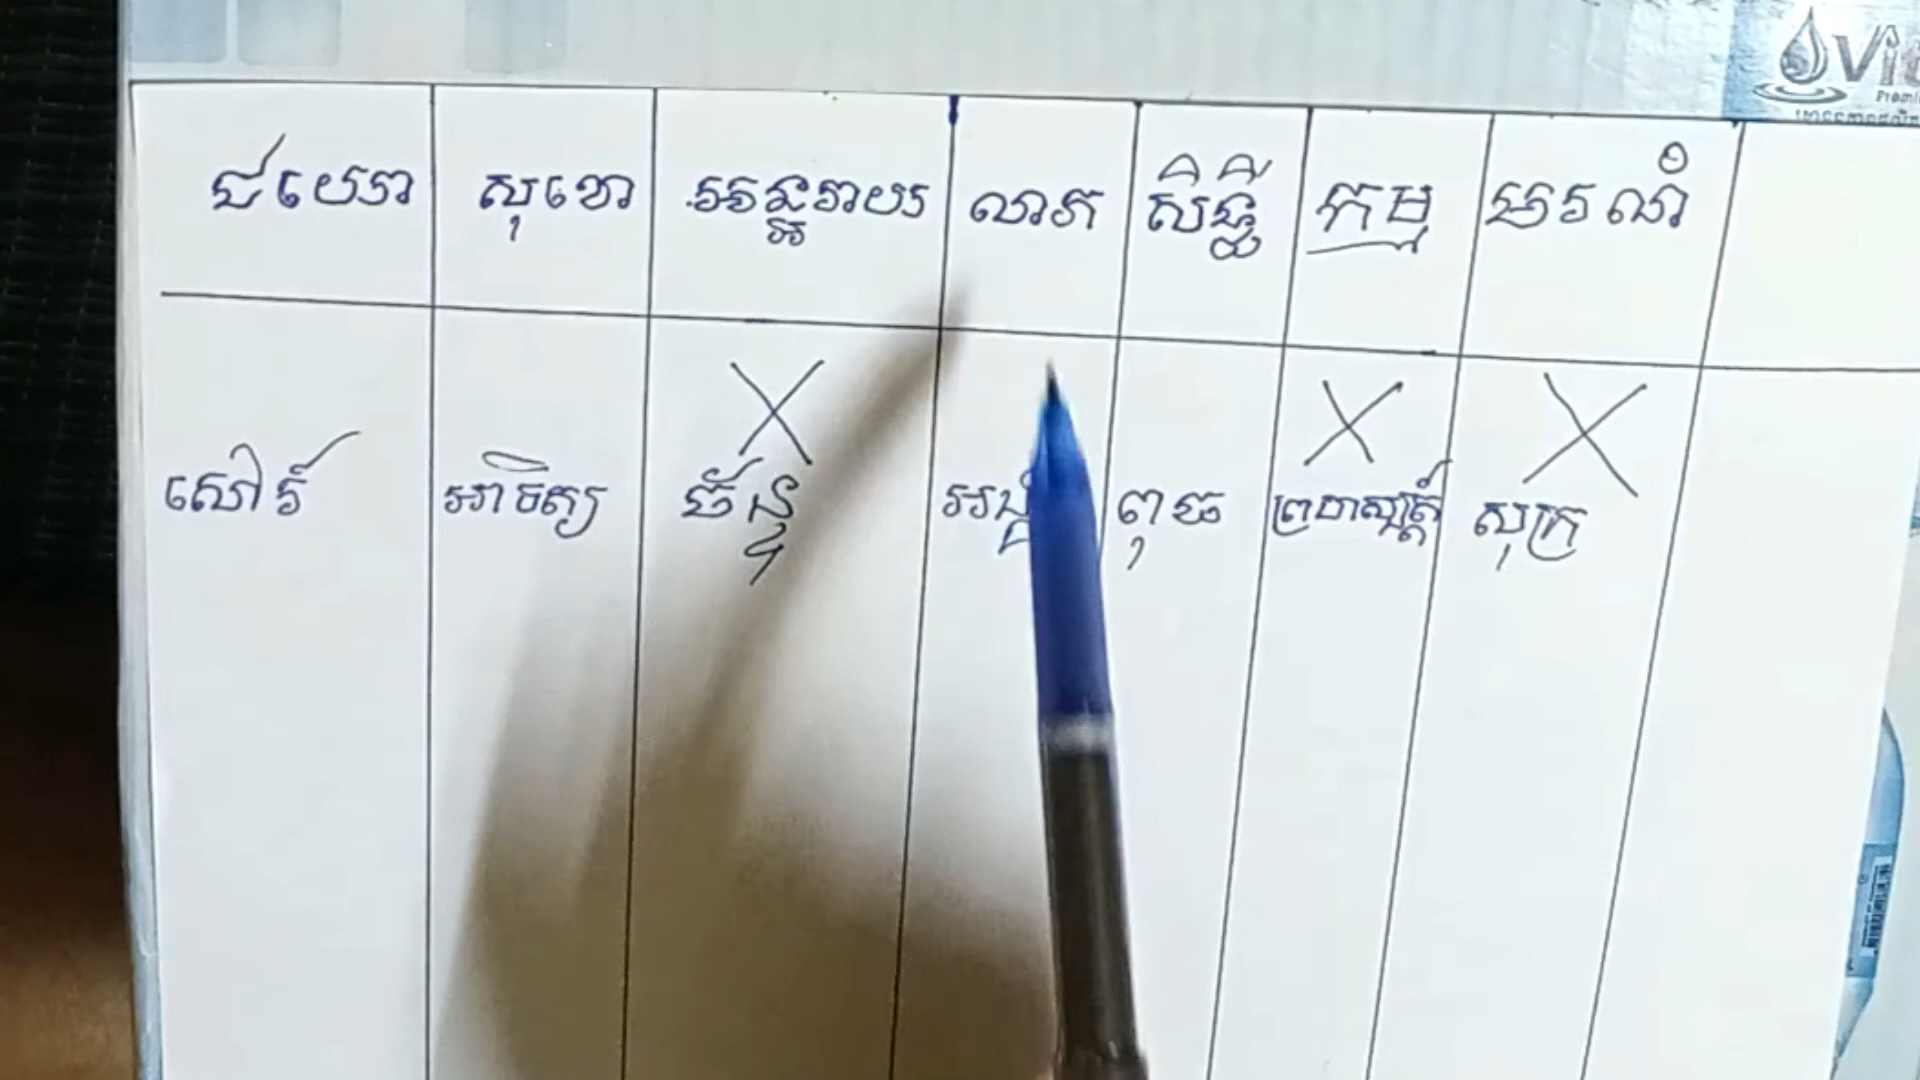 ជយោ សុខោ អន្តរាយ លាភ សិទ្ធី កម្ម មរណំ
សៅរ៍ អាទិត្យ ច័ន្ទ ពុធ ព្រហស្បតិ៍ សុក្រ